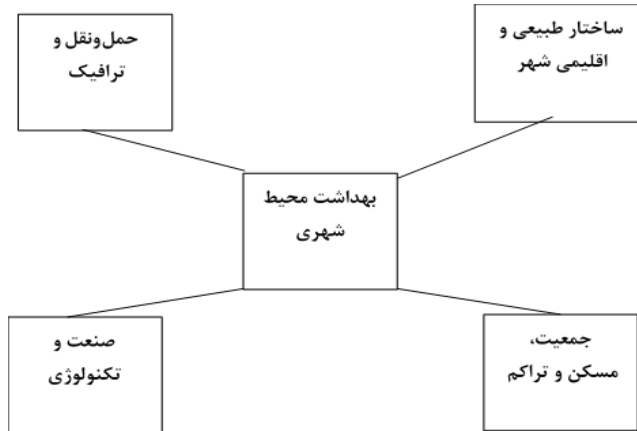 ساختار طبیعی و
اقلیمی شهر
حمل‌ونقل و
ترافیک
بهداشت محیط
شهری
جمعیت،
مسکن و تراکم
صنعت و
تکنولوژی